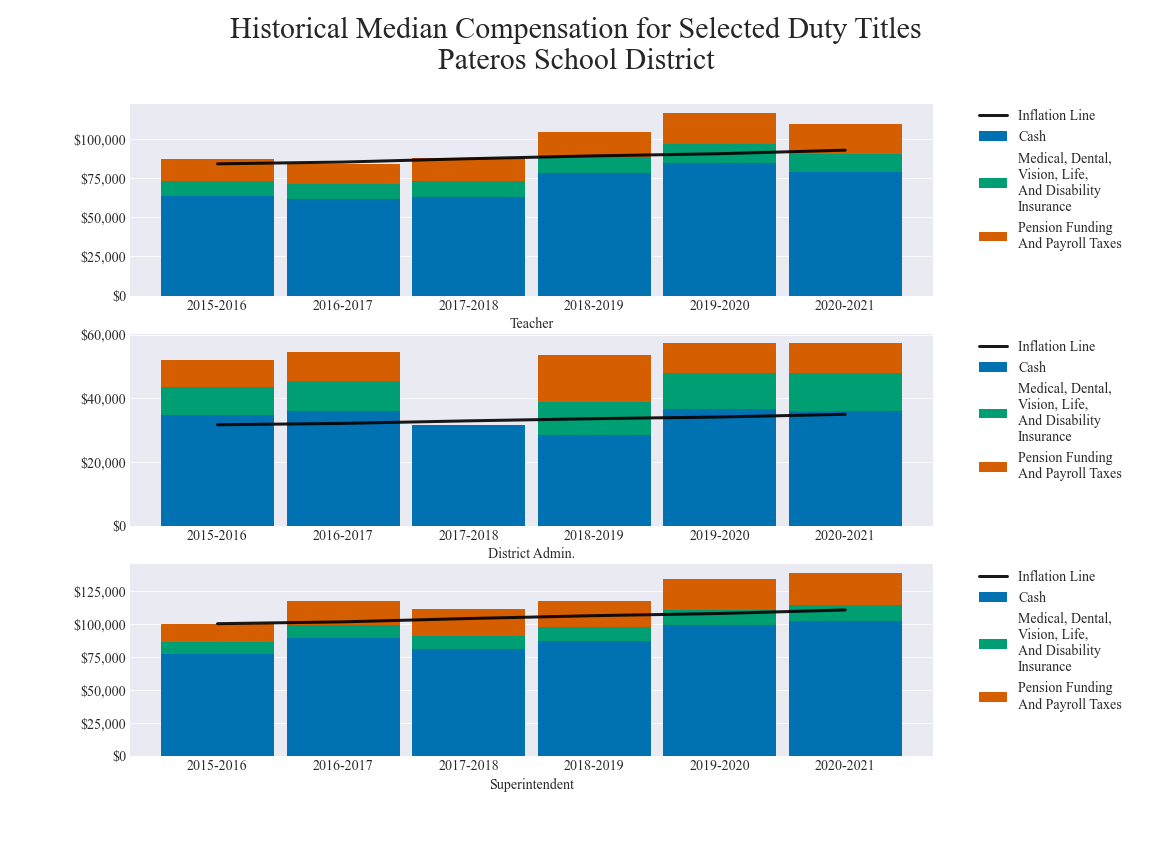 Historical Median Compensation for Selected Duty Titles
Pateros School District
$100,000
$75,000
$50,000
$25,000
$0
2015-2016 2016-2017 2017-2018 2018-2019 2019-2020 2020-2021
Teacher
Inflation Line
Cash
Medical, Dental,
Vision, Life,
And Disability
Insurance
Pension Funding
And Payroll Taxes
$60,000
$40,000
$20,000
$0
2015-2016 2016-2017 2017-2018 2018-2019 2019-2020 2020-2021
District Admin.
Inflation Line
Cash
Medical, Dental,
Vision, Life,
And Disability
Insurance
Pension Funding
And Payroll Taxes
$125,000
$100,000
$75,000
$50,000
$25,000
$0
2015-2016 2016-2017 2017-2018 2018-2019 2019-2020 2020-2021
Superintendent
Inflation Line
Cash
Medical, Dental,
Vision, Life,
And Disability
Insurance
Pension Funding
And Payroll Taxes